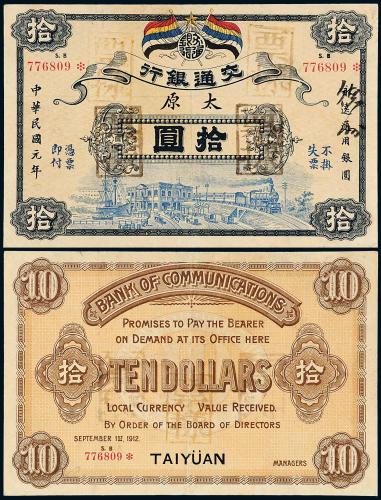 拾 拾
S. B S. B
776809 * 776809 *
行銀通交
原太
圓拾
中華民國元年
憑票
即付
用銀圓
不掛
失票
拾 拾
10 10
BANK OF COMMUNICATIONS
PROMISES TO PAY THE BEARER
ON DEMAND AT ITS OFFICE HERE
拾 TEN DOLLARS 拾
LOCAL CURRENCY VALUE RECEIVED.
BY ORDER OF THE BOARD OF DIRECTORS
SEPTEMBER 1ST, 1912.
S. B
776809 *
TAIYÜAN
MANAGERS
10 10